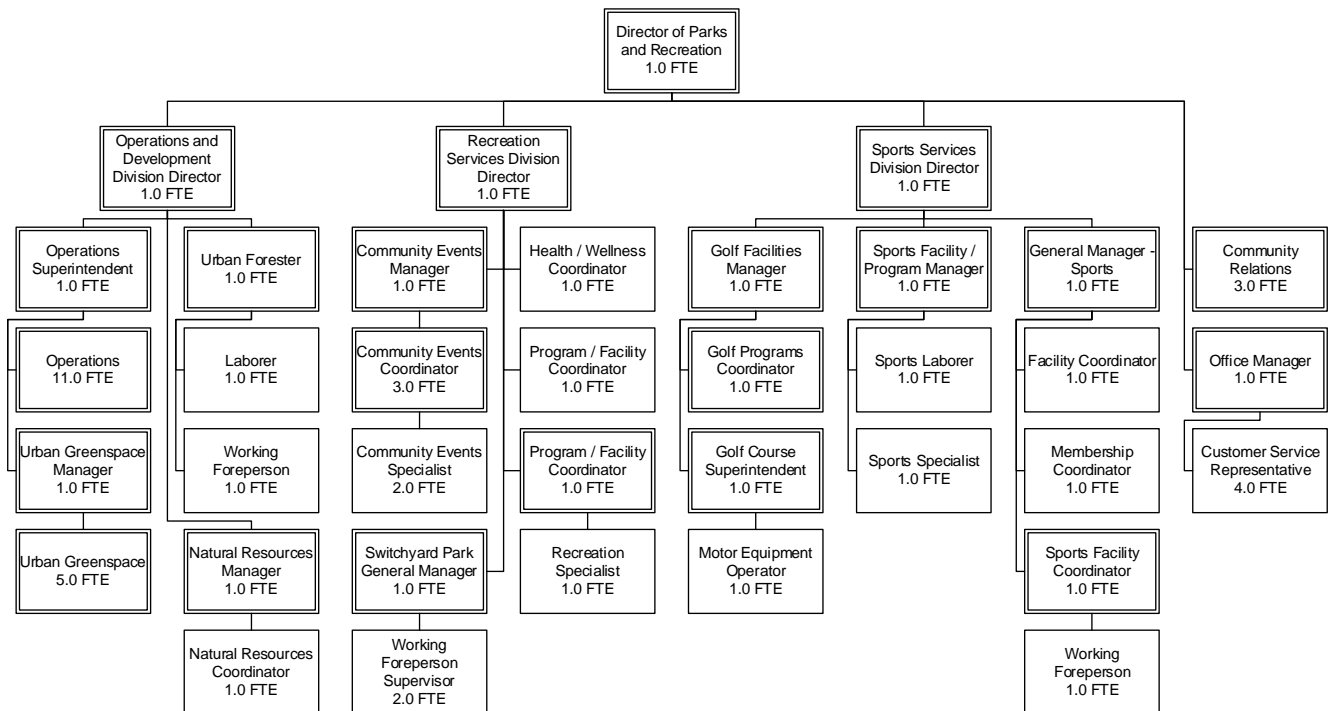 Director of Parks
and Recreation
1.0 FTE
Operations and
Development
Division Director
1.0 FTE
Recreation
Services Division
Director
1.0 FTE
Sports Services
Division Director
1.0 FTE
Operations
Superintendent
1.0 FTE
Urban Forester
1.0 FTE
Community Events
Manager
1.0 FTE
Health / Wellness
Coordinator
1.0 FTE
Golf Facilities
Manager
1.0 FTE
Sports Facility /
Program Manager
1.0 FTE
General Manager -
Sports
1.0 FTE
Community
Relations
3.0 FTE
Operations
11.0 FTE
Laborer
1.0 FTE
Community Events
Coordinator
3.0 FTE
Program / Facility
Coordinator
1.0 FTE
Golf Programs
Coordinator
1.0 FTE
Sports Laborer
1.0 FTE
Facility Coordinator
1.0 FTE
Office Manager
1.0 FTE
Urban Greenspace
Manager
1.0 FTE
Working
Foreperson
1.0 FTE
Community Events
Specialist
2.0 FTE
Program / Facility
Coordinator
1.0 FTE
Golf Course
Superintendent
1.0 FTE
Sports Specialist
1.0 FTE
Membership
Coordinator
1.0 FTE
Customer Service
Representative
4.0 FTE
Urban Greenspace
5.0 FTE
Natural Resources
Manager
1.0 FTE
Switchyard Park
General Manager
1.0 FTE
Recreation
Specialist
1.0 FTE
Motor Equipment
Operator
1.0 FTE
Sports Facility
Coordinator
1.0 FTE
Natural Resources
Coordinator
1.0 FTE
Working
Foreperson
Supervisor
2.0 FTE
Working
Foreperson
1.0 FTE